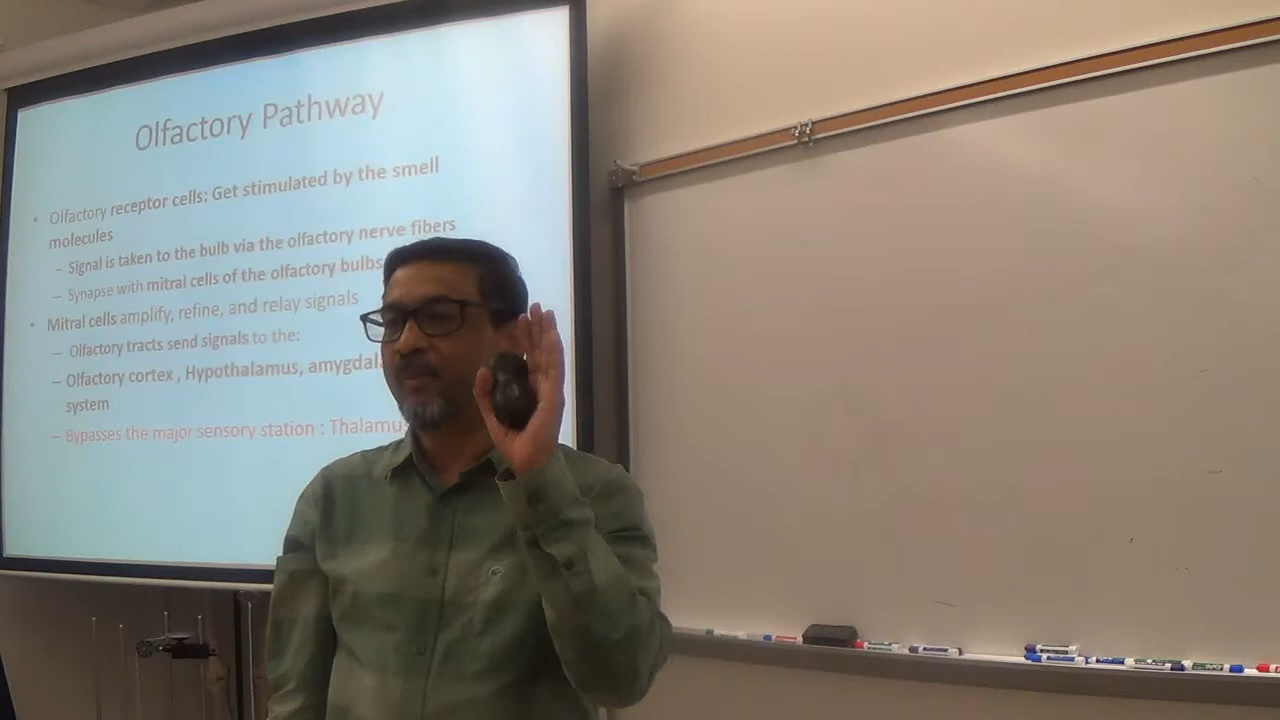 Olfactory Pathway
• Olfactory receptor cells: Get stimulated by the smell
molecules
– Signal is taken to the bulb via the olfactory nerve fibers
– Synapse with mitral cells of the olfactory bulbs
• Mitral cells amplify, refine, and relay signals
– Olfactory tracts send signals to the:
– Olfactory cortex , Hypothalamus,
system
– Bypasses the major sensory station :